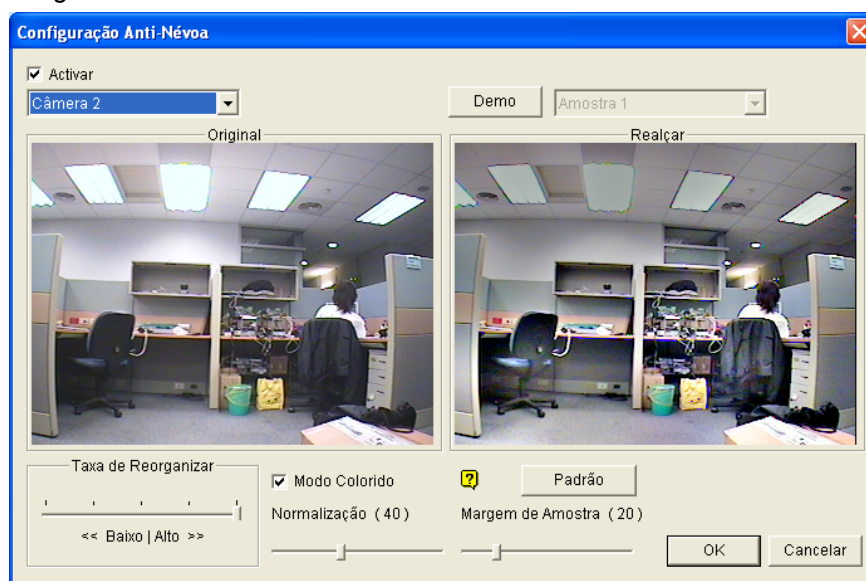 Configuração Anti-Névoa
Activar
Câmera 2
Demo
Amostra 1
Original
Realçar
Taxa de Reorganizar
<< Baixo | Alto >>
Modo Colorido
Padrão
Normalização ( 40 )
Margem de Amostra ( 20 )
OK
Cancelar